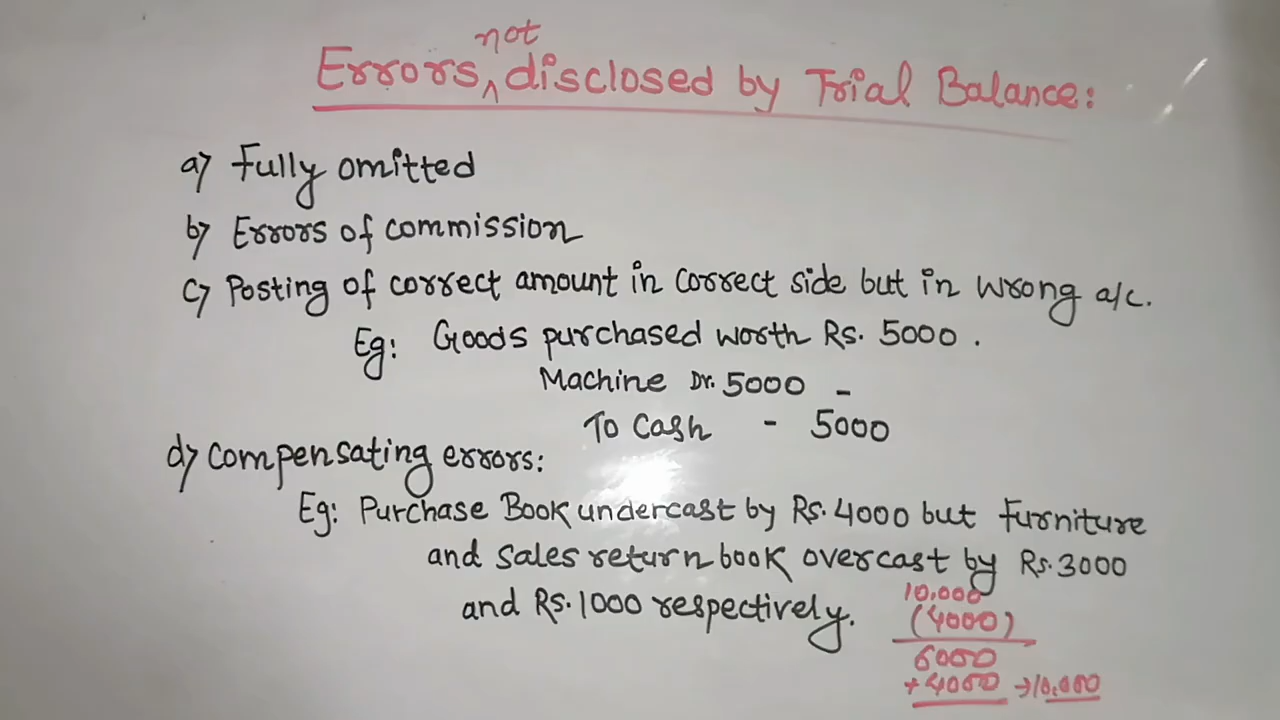 Errors not disclosed by Trial Balance:
a) Fully omitted
b) Errors of commission
c) Posting of correct amount in correct side but in wrong a/c.
Eg: Goods purchased worth Rs. 5000.
Machine Dr. 5000 -
To Cash - 5000
d) Compensating errors:
Eg: Purchase Book undercast by Rs. 4000 but furniture
and sales return book overcast by Rs. 3000
and Rs. 1000 respectively.
10,000
(4000)
6000
+4000 → 10,000